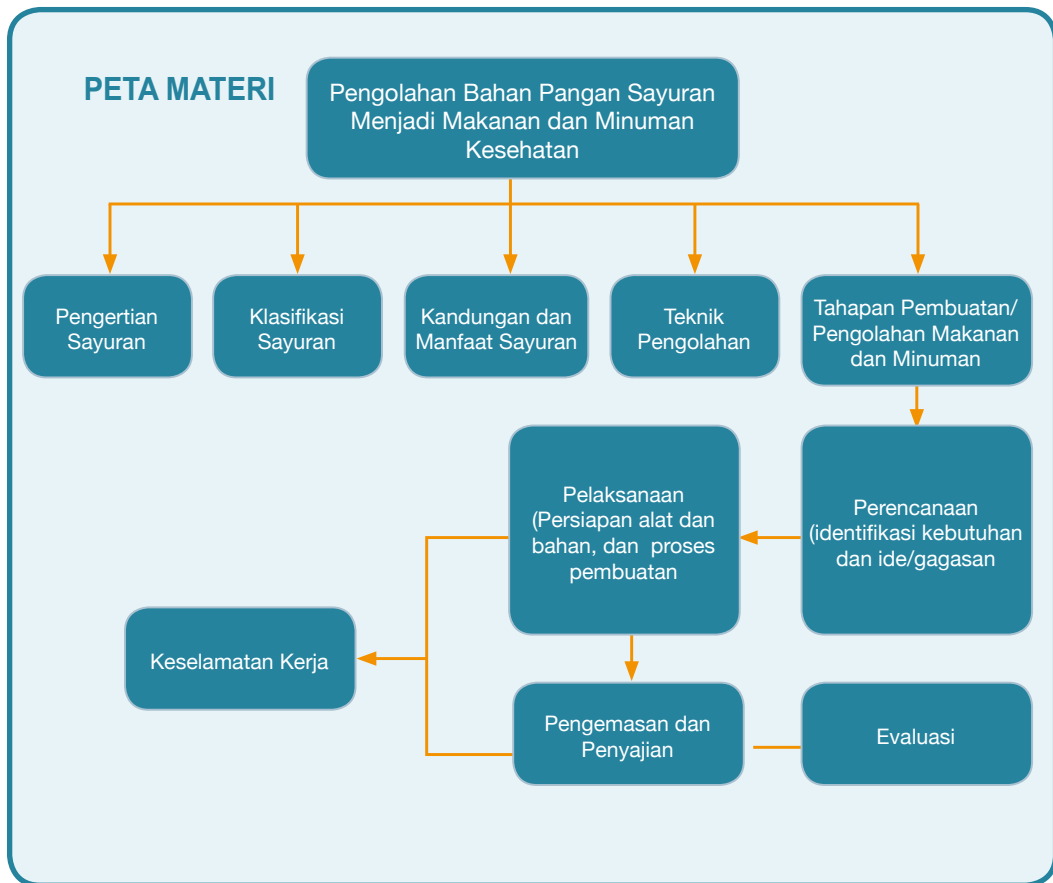 PETA MATERI
Pengolahan Bahan Pangan Sayuran
Menjadi Makanan dan Minuman
Kesehatan
Pengertian
Sayuran
Klasifikasi
Sayuran
Kandungan dan
Manfaat Sayuran
Teknik
Pengolahan
Tahapan Pembuatan/
Pengolahan Makanan
dan Minuman
Pelaksanaan
(Persiapan alat dan
bahan, dan proses
pembuatan
Perencanaan
(identifikasi kebutuhan
dan ide/gagasan
Keselamatan Kerja
Pengemasan dan
Penyajian
Evaluasi